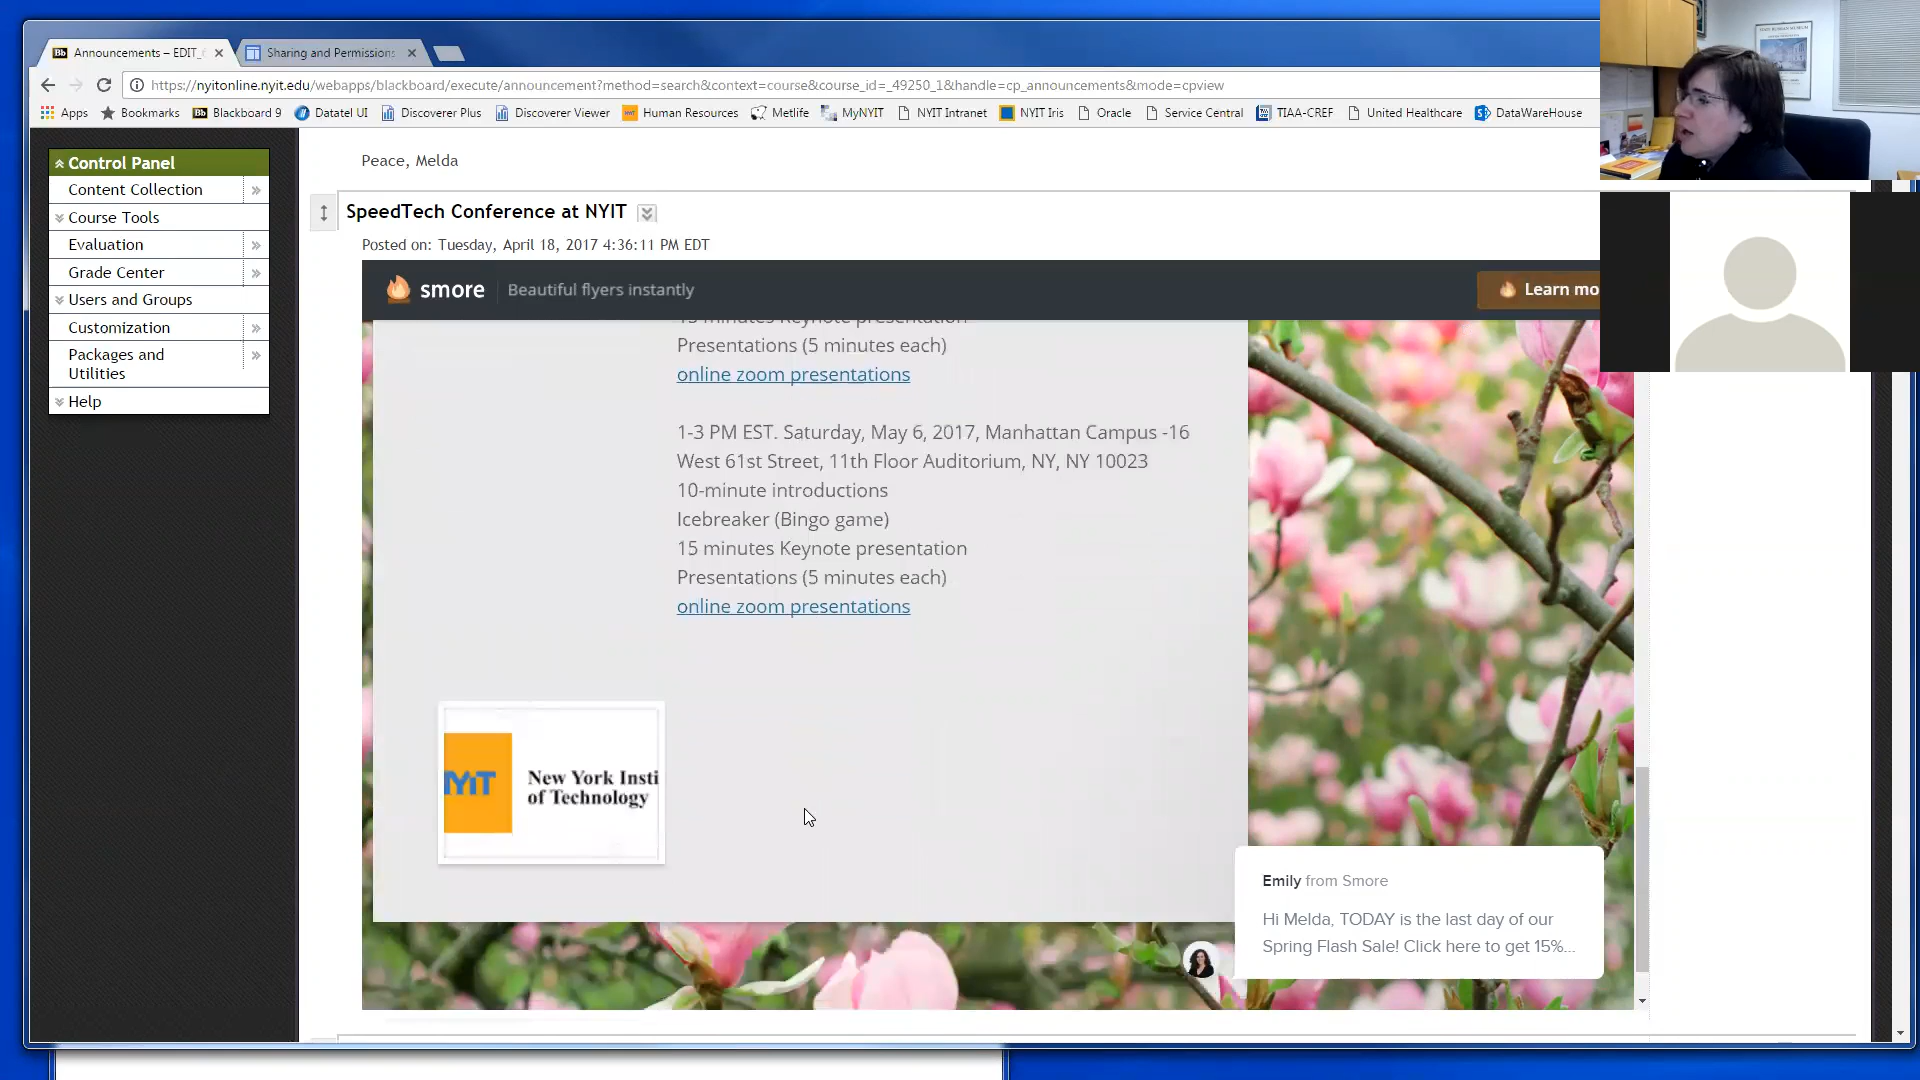 Announcements – EDIT_
Sharing and Permissions
https://nyitonline.nyit.edu/webapps/blackboard/execute/announcement?method=search&context=course&course_id=_49250_1&handle=cp_announcements&mode=cpview
Apps
Bookmarks
Blackboard 9
Datatel UI
Discoverer Plus
Discoverer Viewer
Human Resources
Metlife
MyNYIT
NYIT Intranet
NYIT Iris
Oracle
Service Central
TIAA-CREF
United Healthcare
DataWareHouse
Control Panel
Content Collection
Course Tools
Evaluation
Grade Center
Users and Groups
Customization
Packages and
Utilities
Help
Peace, Melda
SpeedTech Conference at NYIT
Posted on: Tuesday, April 18, 2017 4:36:11 PM EDT
smore
Beautiful flyers instantly
Learn mo
15 minutes Keynote presentation
Presentations (5 minutes each)
online zoom presentations
1-3 PM EST. Saturday, May 6, 2017, Manhattan Campus -16
West 61st Street, 11th Floor Auditorium, NY, NY 10023
10-minute introductions
Icebreaker (Bingo game)
15 minutes Keynote presentation
Presentations (5 minutes each)
online zoom presentations
NYIT
New York Insti
of Technology
Emily from Smore
Hi Melda, TODAY is the last day of our
Spring Flash Sale! Click here to get 15%...